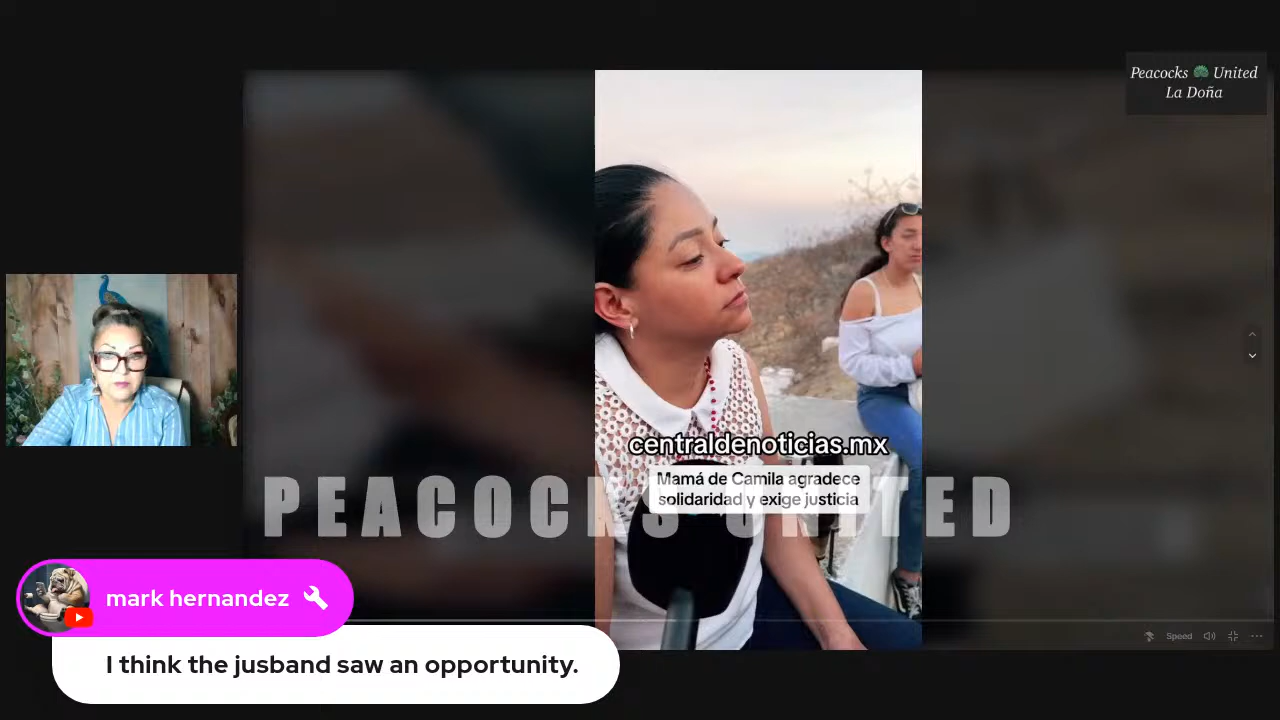 Peacocks United
La Doña
centraldenoticias.mx
Mamá de Camila agradece
solidaridad y exige justicia
PEACOCKS UNITED
mark hernandez
I think the jusband saw an opportunity.
Speed